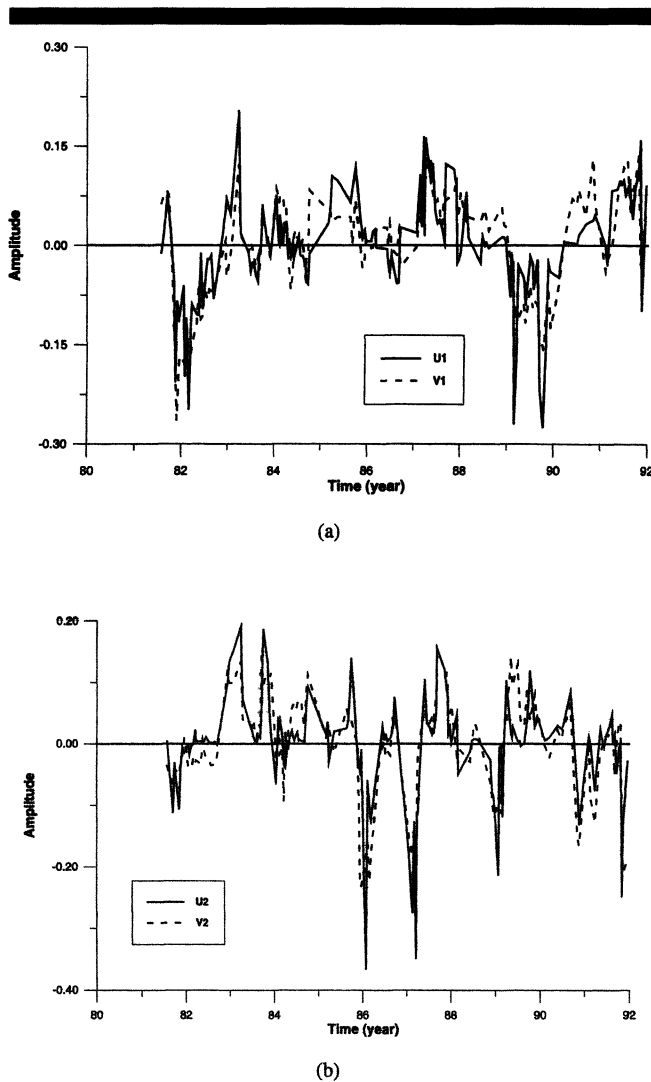 0.30
0.15
0.00
-0.15
-0.30
Amplitude
U1
V1
80 82 84 86 88 90 92
Time (year)
(a)
0.20
0.00
-0.20
-0.40
Amplitude
U2
V2
80 82 84 86 88 90 92
Time (year)
(b)